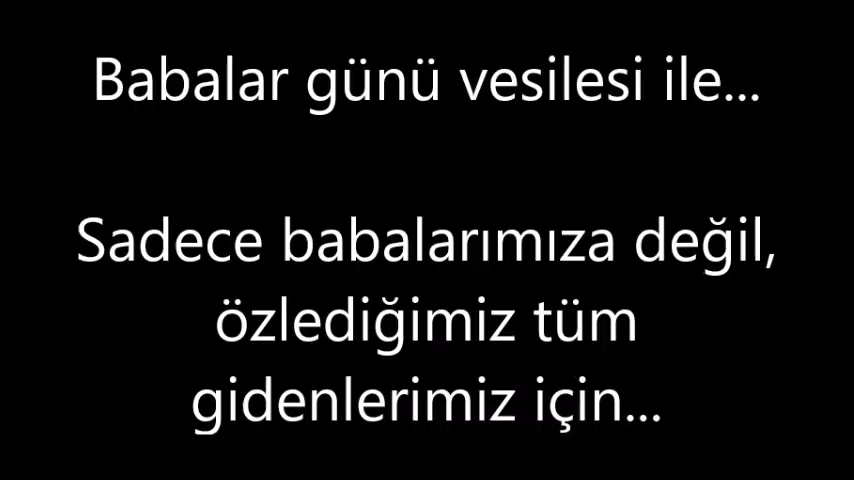 Babalar günü vesilesi ile...
Sadece babalarımıza değil,
özlediğimiz tüm
gidenlerimiz için...